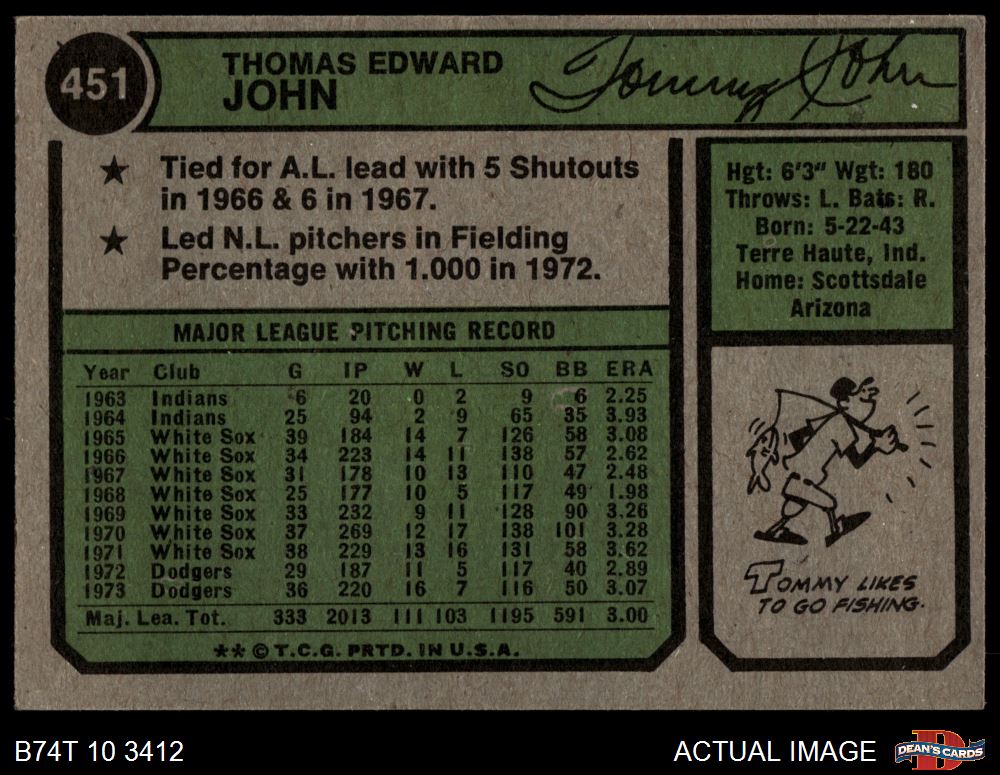 451
THOMAS EDWARD
JOHN
Tommy John
★ Tied for A.L. lead with 5 Shutouts
in 1966 & 6 in 1967.
★ Led N.L. pitchers in Fielding
Percentage with 1.000 in 1972.
Hgt: 6'3" Wgt: 180
Throws: L. Bats: R.
Born: 5-22-43
Terre Haute, Ind.
Home: Scottsdale
Arizona
MAJOR LEAGUE PITCHING RECORD
Year Club G IP W L SO BB ERA
1963 Indians 6 20 0 2 9 6 2.25
1964 Indians 25 94 2 9 65 35 3.93
1965 White Sox 39 184 14 7 126 58 3.08
1966 White Sox 34 223 14 11 138 57 2.62
1967 White Sox 31 178 10 13 110 47 2.48
1968 White Sox 25 177 10 5 117 49 1.98
1969 White Sox 33 232 9 11 128 90 3.26
1970 White Sox 37 269 12 17 138 101 3.28
1971 White Sox 38 229 13 16 131 58 3.62
1972 Dodgers 29 187 11 5 117 40 2.89
1973 Dodgers 36 220 16 7 116 50 3.07
Maj. Lea. Tot. 333 2013 111 103 1195 591 3.00
** © T.C.G. PRTD. IN U.S.A.
TOMMY LIKES
TO GO FISHING.
B74T 10 3412
ACTUAL IMAGE
B
DEAN'S CARDS